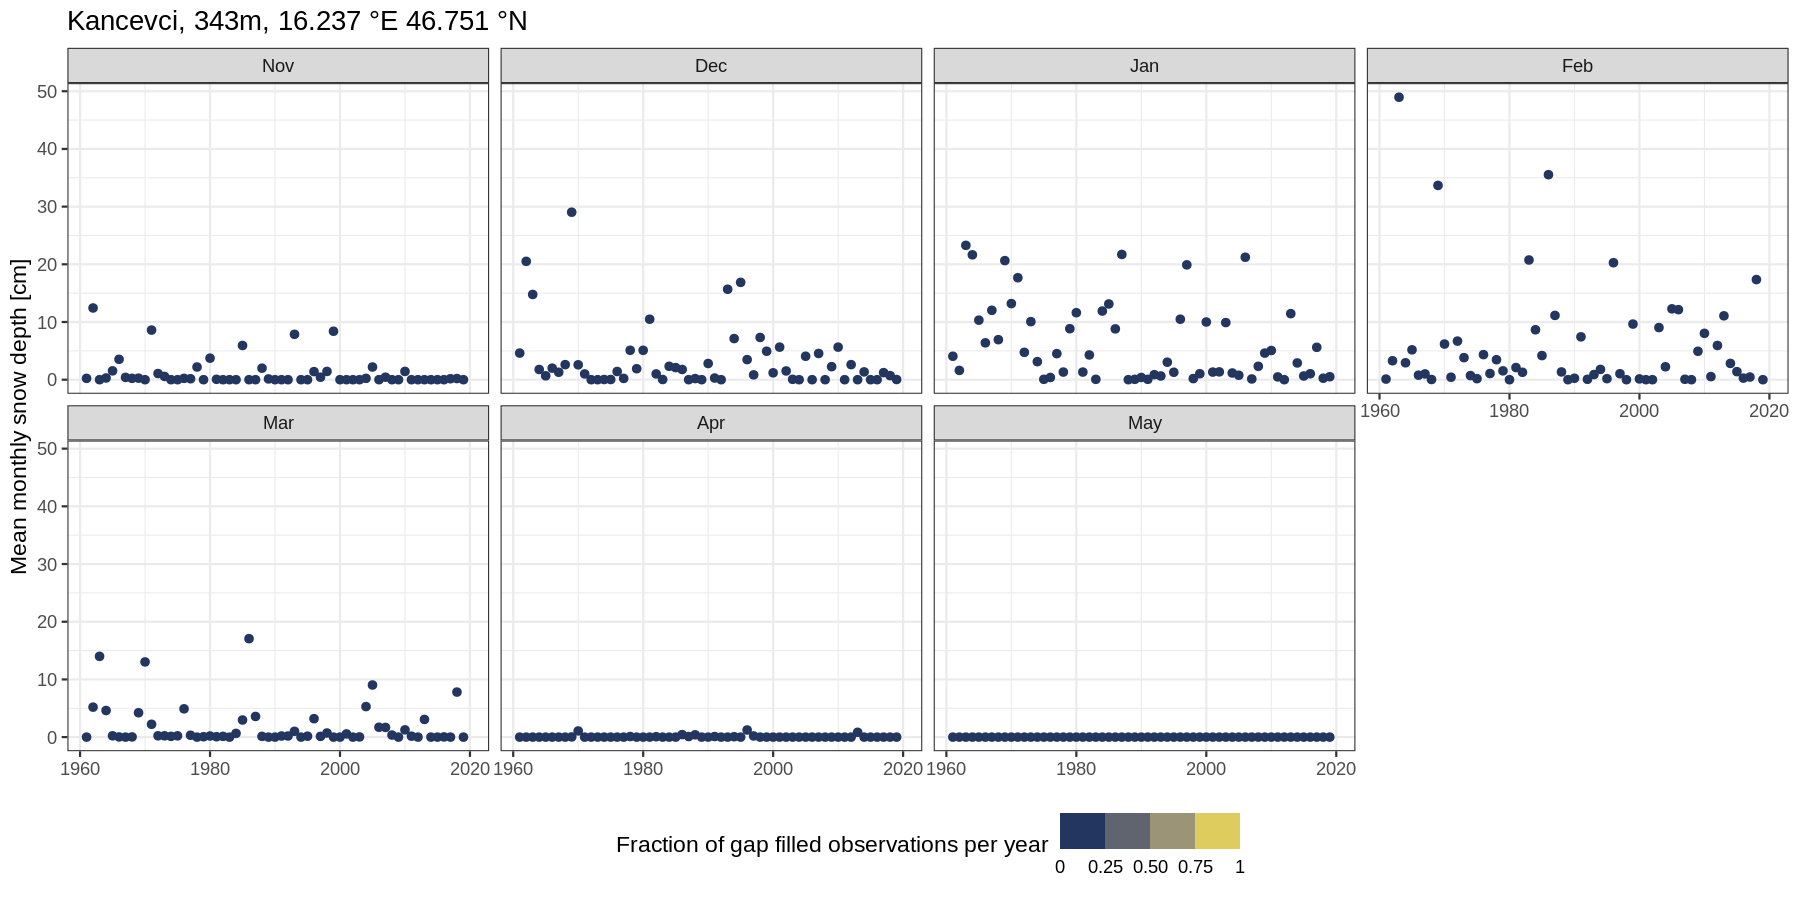 Kancevci, 343m, 16.237 °E 46.751 °N
Nov
Dec
Jan
Feb
50
40
30
20
10
0
1960 1980 2000 2020
Mean monthly snow depth [cm]
Mar
Apr
May
50
40
30
20
10
0
1960 1980 2000 2020
1960 1980 2000 2020
1960 1980 2000 2020
Fraction of gap filled observations per year
0 0.25 0.50 0.75 1